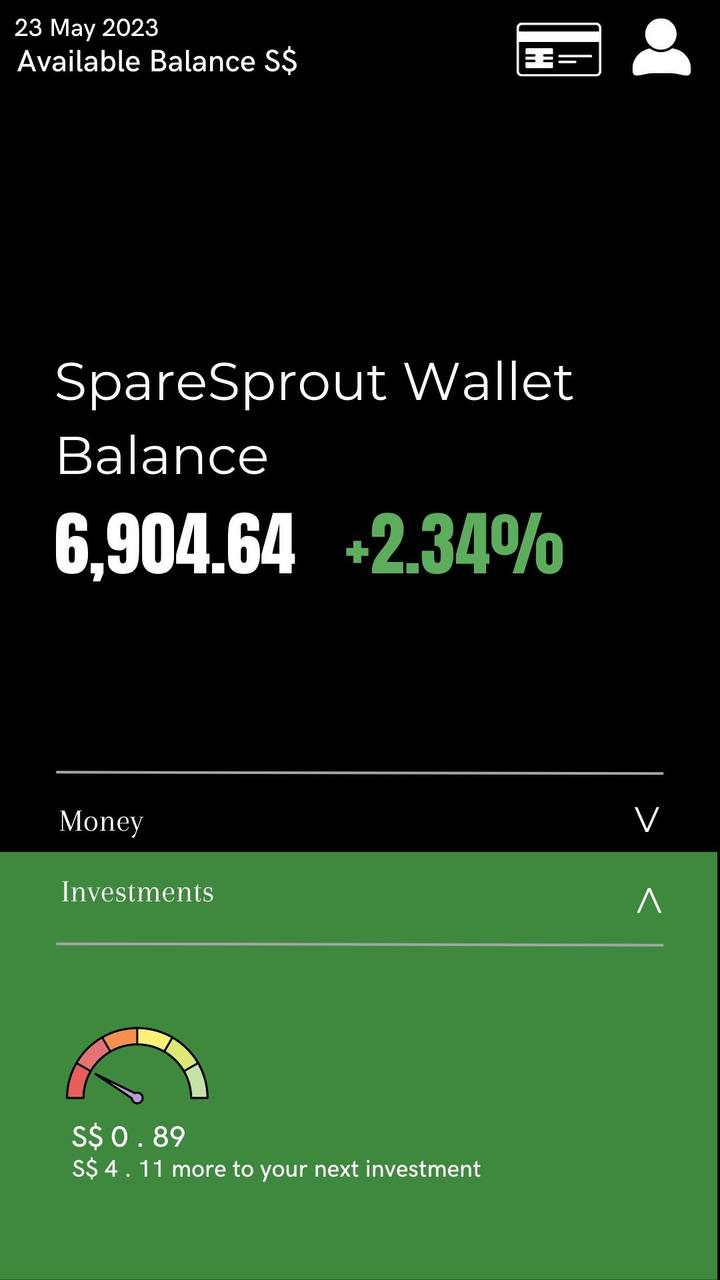 23 May 2023
Available Balance S$
SpareSprout Wallet
Balance
6,904.64 +2.34%
Money
Investments
S$ 0 . 89
S$ 4 . 11 more to your next investment